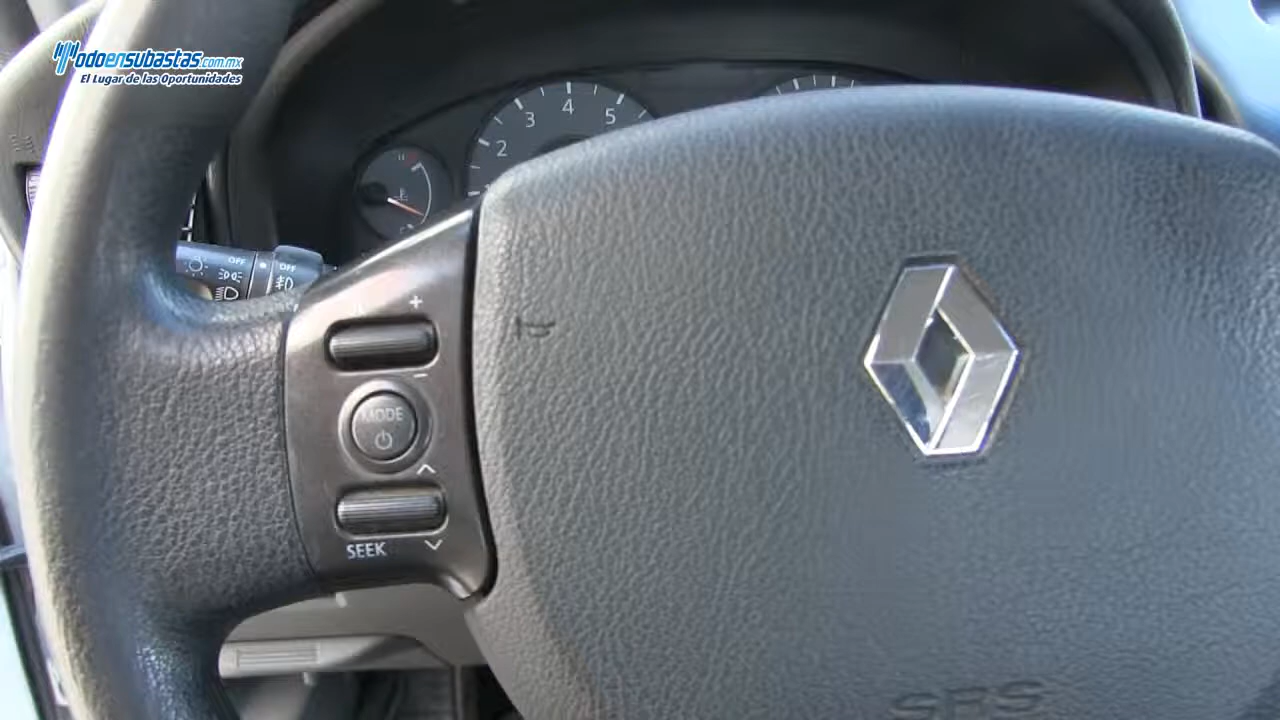 Todoensubastas.com.mx
El Lugar de las Oportunidades
2 3 4 5
OFF
OFF
+
-
MODE
SEEK
SRS